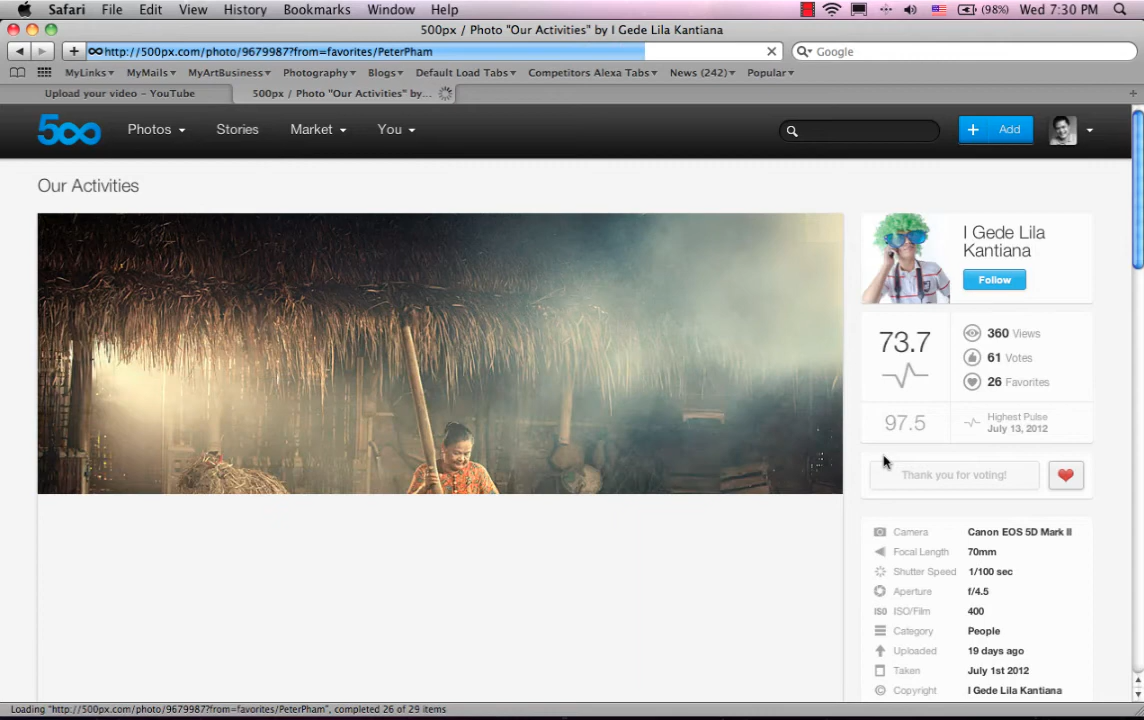 Safari File Edit View History Bookmarks Window Help (98%) Wed 7:30 PM
500px / Photo "Our Activities" by I Gede Lila Kantiana
http://500px.com/photo/9679987?from=favorites/PeterPham Google
MyLinks MyMails MyArtBusiness Photography Blogs Default Load Tabs Competitors Alexa Tabs News (242) Popular
Upload your video – YouTube 500px / Photo "Our Activities" by...
500 Photos Stories Market You + Add
Our Activities
I Gede Lila
Kantiana
Follow
73.7
360 Views
61 Votes
26 Favorites
97.5
Highest Pulse
July 13, 2012
Thank you for voting!
Camera Canon EOS 5D Mark II
Focal Length 70mm
Shutter Speed 1/100 sec
Aperture f/4.5
ISO ISO/Film 400
Category People
Uploaded 19 days ago
Taken July 1st 2012
© Copyright I Gede Lila Kantiana
Loading "http://500px.com/photo/9679987?from=favorites/PeterPham", completed 26 of 29 items